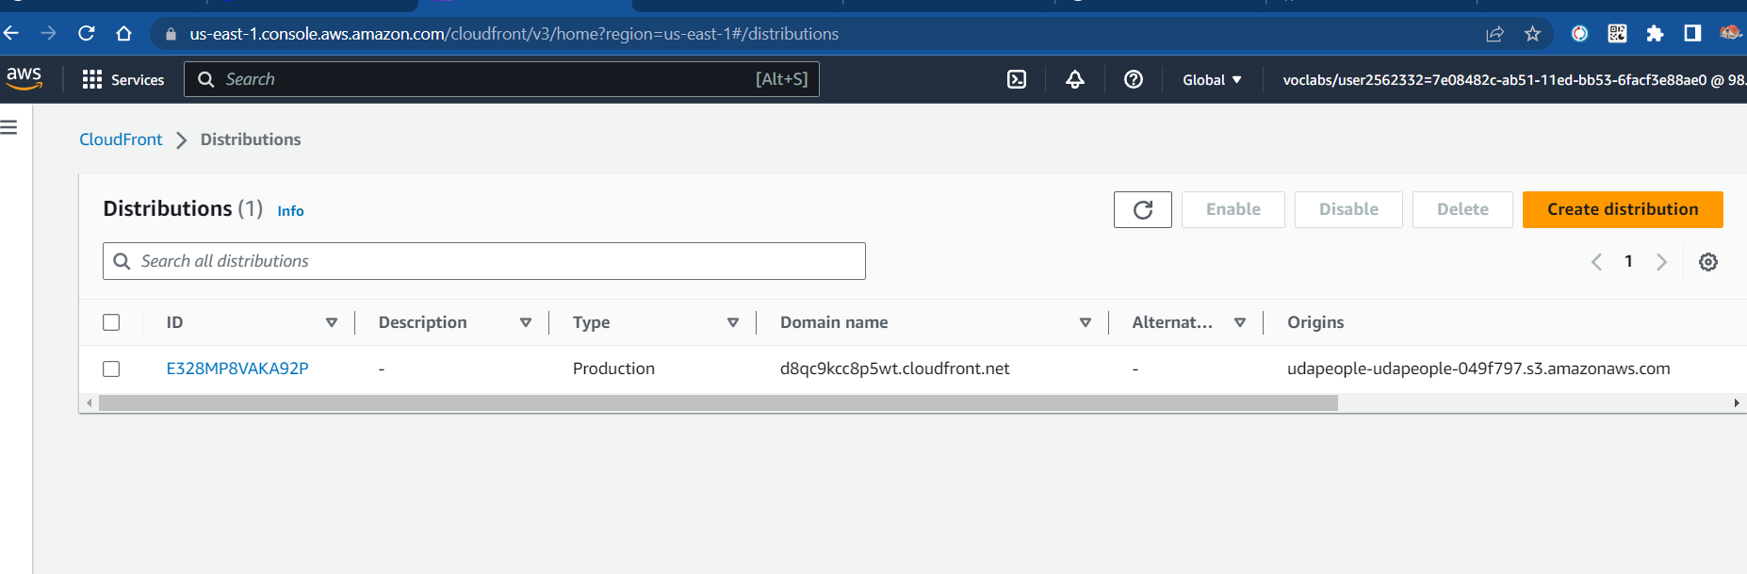 us-east-1.console.aws.amazon.com/cloudfront/v3/home?region=us-east-1#/distributions
aws Services Search [Alt+S] Global voclabs/user2562332=7e08482c-ab51-11ed-bb53-6facf3e88ae0 @ 98.
CloudFront Distributions
Distributions (1) Info Enable Disable Delete Create distribution
Search all distributions 1
ID Description Type Domain name Alternat... Origins
E328MP8VAKA92P - Production d8qc9kcc8p5wt.cloudfront.net - udapeople-udapeople-049f797.s3.amazonaws.com